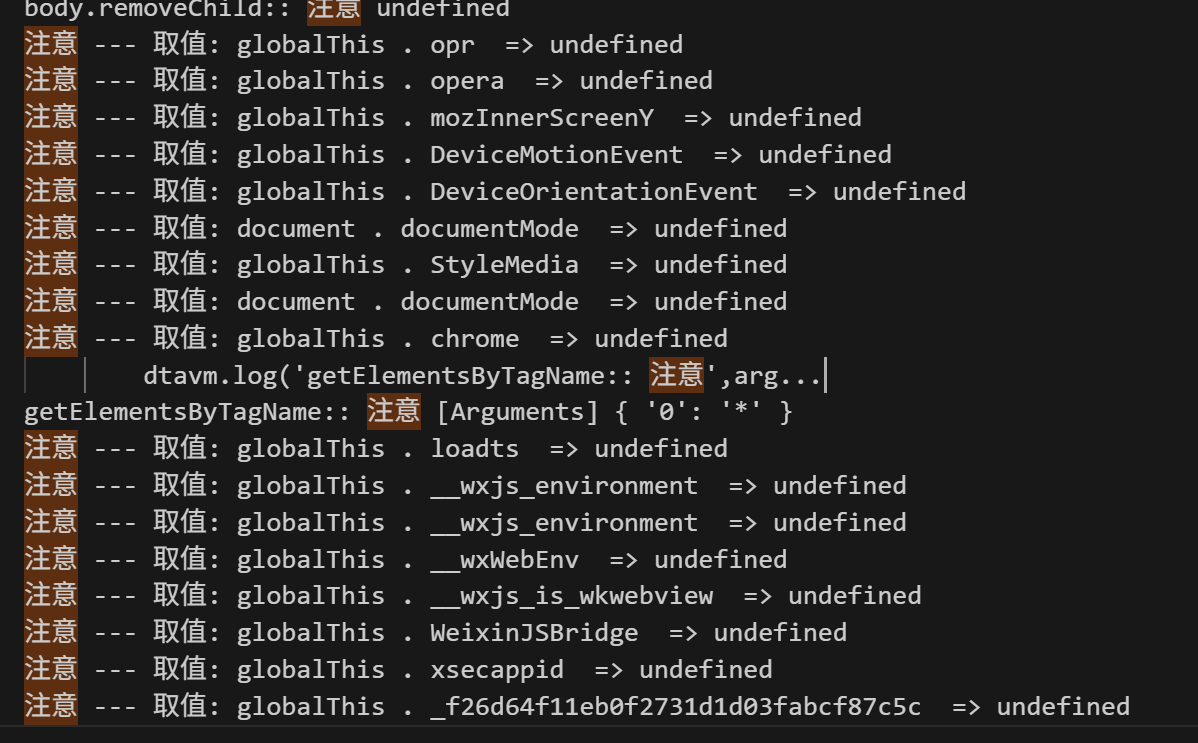 body.removeChild:: 注意 undefined
注意 --- 取值: globalThis . opr  => undefined
注意 --- 取值: globalThis . opera  => undefined
注意 --- 取值: globalThis . mozInnerScreenY  => undefined
注意 --- 取值: globalThis . DeviceMotionEvent  => undefined
注意 --- 取值: globalThis . DeviceOrientationEvent  => undefined
注意 --- 取值: document . documentMode  => undefined
注意 --- 取值: globalThis . StyleMedia  => undefined
注意 --- 取值: document . documentMode  => undefined
注意 --- 取值: globalThis . chrome  => undefined
dtavm.log('getElementsByTagName:: 注意',arg...
getElementsByTagName:: 注意 [Arguments] { '0': '*' }
注意 --- 取值: globalThis . loadts  => undefined
注意 --- 取值: globalThis . __wxjs_environment  => undefined
注意 --- 取值: globalThis . __wxjs_environment  => undefined
注意 --- 取值: globalThis . __wxWebEnv  => undefined
注意 --- 取值: globalThis . __wxjs_is_wkwebview  => undefined
注意 --- 取值: globalThis . WeixinJSBridge  => undefined
注意 --- 取值: globalThis . xsecappid  => undefined
注意 --- 取值: globalThis . _f26d64f11eb0f2731d1d03fabcf87c5c  => undefined